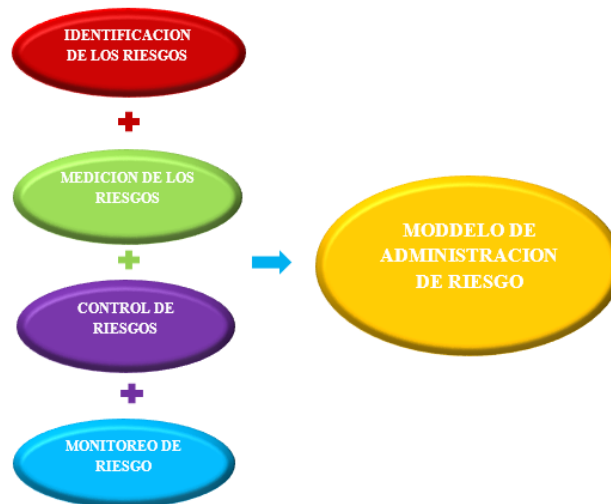 IDENTIFICACION
DE LOS RIESGOS
MEDICION DE LOS
RIESGOS
CONTROL DE
RIESGOS
MONITOREO DE
RIESGO
MODDELO DE
ADMINISTRACION
DE RIESGO